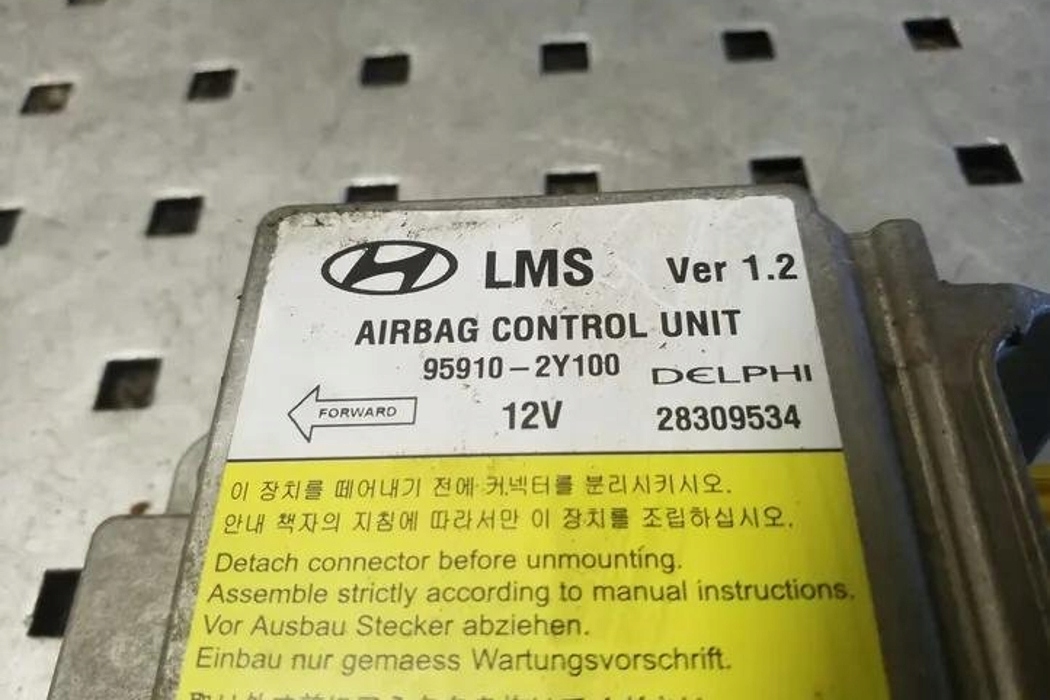 LMS Ver 1.2
AIRBAG CONTROL UNIT
95910-2Y100 DELPHI
FORWARD 12V 28309534
이 장치를 떼어내기 전에 커넥터를 분리시키시오.
안내 책자의 지침에 따라서만 이 장치를 조립하십시오.
Detach connector before unmounting.
Assemble strictly according to manual instructions.
Vor Ausbau Stecker abziehen.
Einbau nur gemaess Wartungsvorschrift.